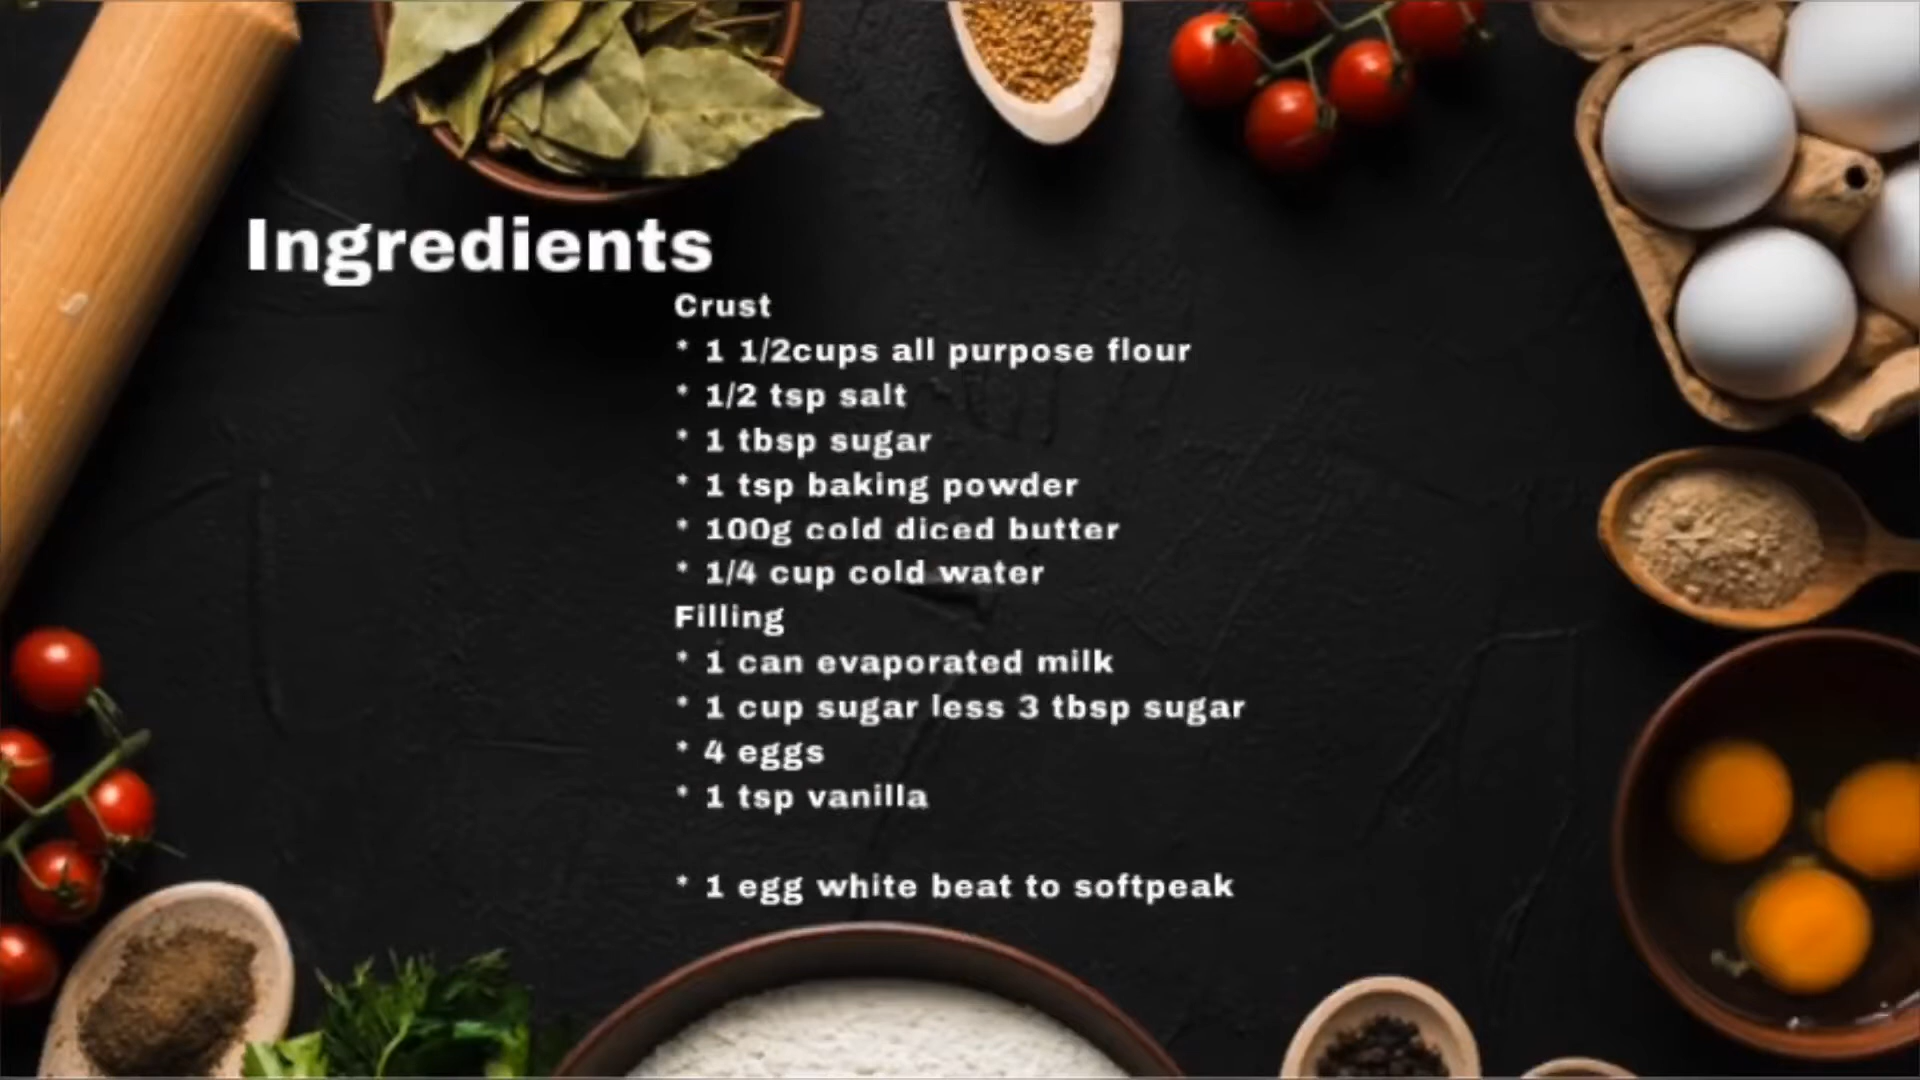 Ingredients
Crust
* 1 1/2cups all purpose flour
* 1/2 tsp salt
* 1 tbsp sugar
* 1 tsp baking powder
* 100g cold diced butter
* 1/4 cup cold water
Filling
* 1 can evaporated milk
* 1 cup sugar less 3 tbsp sugar
* 4 eggs
* 1 tsp vanilla
* 1 egg white beat to softpeak